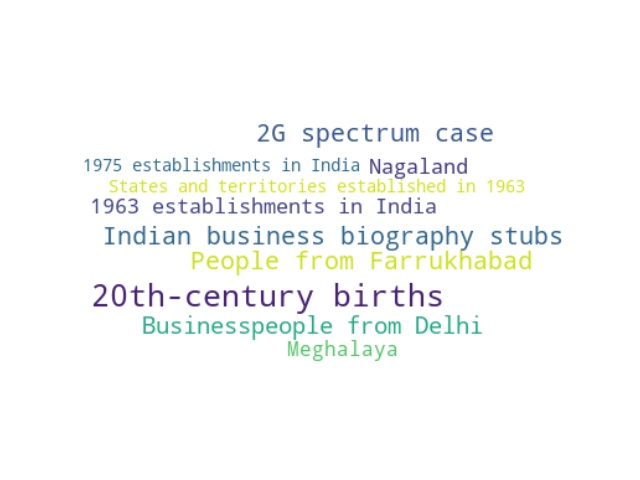 2G spectrum case
1975 establishments in India Nagaland
States and territories established in 1963
1963 establishments in India
Indian business biography stubs
People from Farrukhabad
20th-century births
Businesspeople from Delhi
Meghalaya